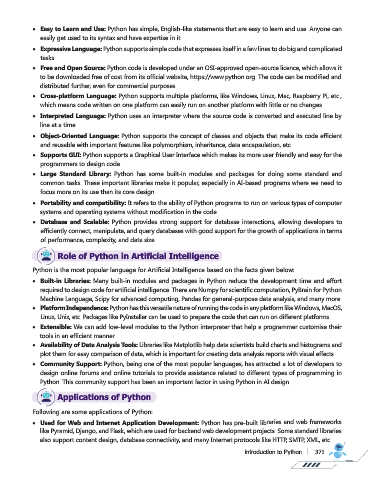 • Easy to Learn and Use: Python has simple, English-like statements that are easy to learn and use. Anyone can
easily get used to its syntax and have expertise in it.
• Expressive Language: Python supports simple code that expresses itself in a few lines to do big and complicated
tasks.
• Free and Open Source: Python code is developed under an OSI-approved open-source licence, which allows it
to be downloaded free of cost from its official website, https://www.python.org. The code can be modified and
distributed further, even for commercial purposes.
• Cross-platform Language: Python supports multiple platforms, like Windows, Linux, Mac, Raspberry Pi, etc.,
which means code written on one platform can easily run on another platform with little or no changes.
• Interpreted Language: Python uses an interpreter where the source code is converted and executed line by
line at a time.
• Object-Oriented Language: Python supports the concept of classes and objects that make its code efficient
and reusable with important features like polymorphism, inheritance, data encapsulation, etc.
• Supports GUI: Python supports a Graphical User Interface which makes its more user friendly and easy for the
programmers to design code.
• Large Standard Library: Python has some built-in modules and packages for doing some standard and
common tasks. These important libraries make it popular, especially in AI-based programs where we need to
focus more on its use than its core design.
• Portability and compatibility: It refers to the ability of Python programs to run on various types of computer
systems and operating systems without modification in the code.
• Database and Scalable: Python provides strong support for database interactions, allowing developers to
efficiently connect, manipulate, and query databases with good support for the growth of applications in terms
of performance, complexity, and data size.
Role of Python in Artificial Intelligence
Python is the most popular language for Artificial Intelligence based on the facts given below:
• Built-in Libraries: Many built-in modules and packages in Python reduce the development time and effort
required to design code for artificial intelligence. There are Numpy for scientific computation, PyBrain for Python
Machine Language, Scipy for advanced computing, Pandas for general-purpose data analysis, and many more.
• Platform Independence: Python has this versatile nature of running the code in any platform like Windows, MacOS,
Linux, Unix, etc. Packages like PyInstaller can be used to prepare the code that can run on different platforms.
• Extensible: We can add low-level modules to the Python interpreter that help a programmer customise their
tools in an efficient manner.
• Availability of Data Analysis Tools: Libraries like Matplotlib help data scientists build charts and histograms and
plot them for easy comparison of data, which is important for creating data analysis reports with visual effects.
• Community Support: Python, being one of the most popular languages, has attracted a lot of developers to
design online forums and online tutorials to provide assistance related to different types of programming in
Python. This community support has been an important factor in using Python in AI design.
Applications of Python
Following are some applications of Python:
• Used for Web and Internet Application Development: Python has pre-built libraries and web frameworks
like Pyramid, Django, and Flask, which are used for backend web development projects. Some standard libraries
also support content design, database connectivity, and many Internet protocols like HTTP, SMTP, XML, etc.
Introduction to Python 371